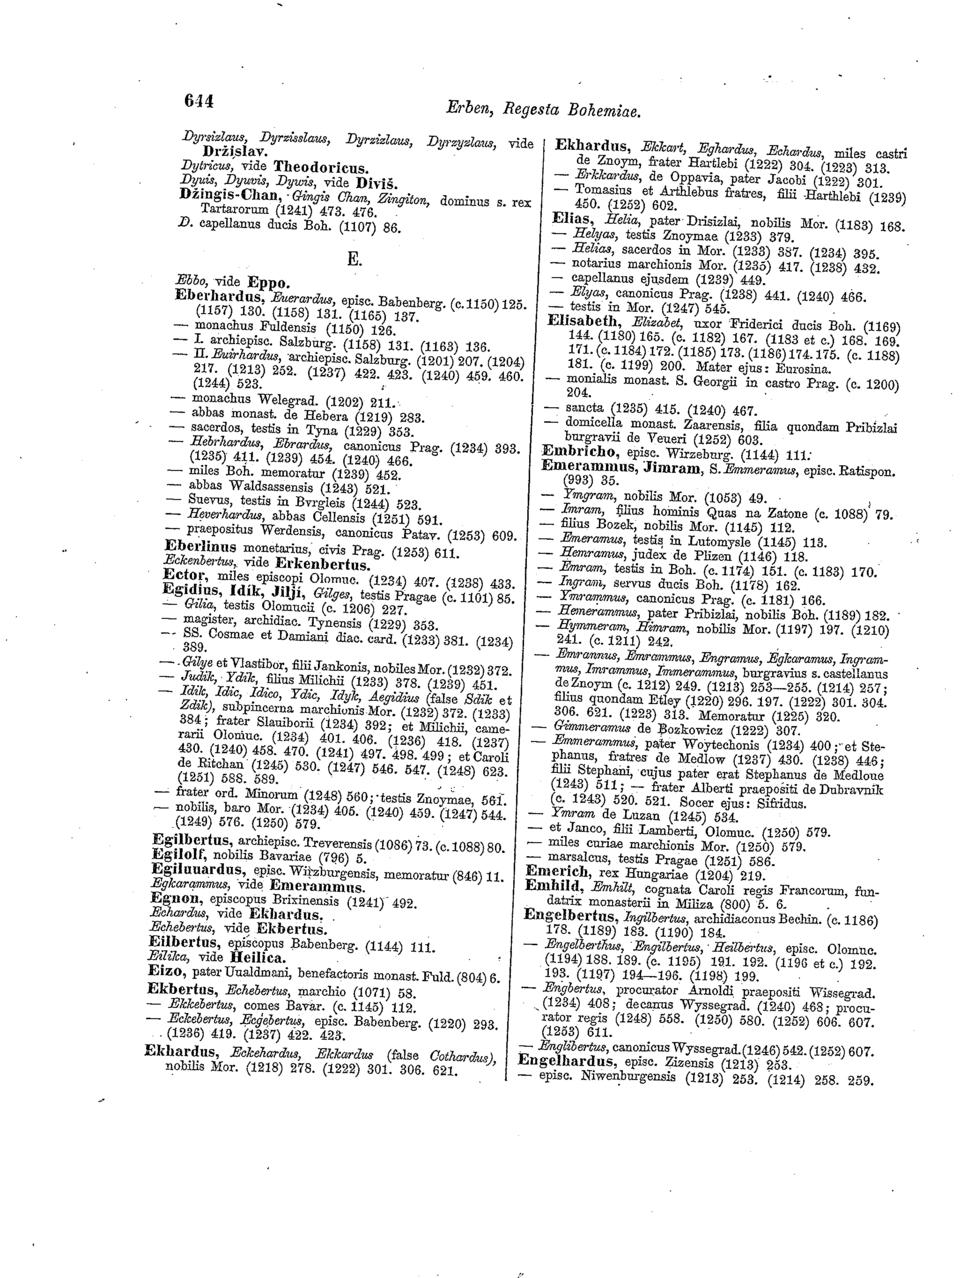 644
Erben, Regesta Bohemiae.
Dyrsizlaus, Dyrzisslaus, Dyrzizlaus, Dyrzyzlaus, vide
Držislav.
Dytricus, vide Theodoricus.
Dyuis, Dyuvis, Dywis, vide Diviš.
Džingis-Chan, Gingis Chan, Zingiton, dominus s. rex
Tartarorum (1241) 473. 476.
D. capellanus ducis Boh. (1107) 86.
E.
Ebbo, vide Eppo.
Eberhardus, Euerardus, episc. Babenberg. (c. 1150) 125.
(1157) 130. (1158) 131. (1165) 137.
— monachus Fuldensis (1150) 126.
— I. archiepisc. Salzburg. (1158) 131. (1163) 136.
— II. Euirhardus, archiepisc. Salzburg. (1201) 207. (1204)
217. (1213) 252. (1237) 422. 423. (1240) 459. 460.
(1244) 523.
— monachus Welegrad. (1202) 211.
— abbas monast. de Hebera (1219) 283.
— sacerdos, testis in Tyna (1229) 353.
— Hebrhardus, Ebrardus, canonicus Prag. (1234) 393.
(1235) 411. (1239) 454. (1240) 466.
— miles Boh. memoratur (1239) 452.
— abbas Waldsassensis (1243) 521.
— Suevus, testis in Bvrgleis (1244) 523.
— Heverhardus, abbas Cellensis (1251) 591.
— praepositus Werdensis, canonicus Patav. (1253) 609.
Eberlinus monetarius, civis Prag. (1253) 611.
Eckenbertus, vide Erkenbertus.
Ector, miles episcopi Olomuc. (1234) 407. (1238) 433.
Egidius, Idík, Jiljí, Gilges, testis Pragae (c. 1101) 85.
— Gilia, testis Olomucii (c. 1206) 227.
— magister, archidiac. Tynensis (1229) 353.
— SS. Cosmae et Damiani diac. card. (1233) 381. (1234)
389.
— Gilye et Vlastibor, filii Jankonis, nobiles Mor. (1232) 372.
— Judik, Ydik, filius Milichii (1233) 378. (1239) 451.
— Idik, Idic, Idico, Ydic, Idyk, Aegidius (false Sdik et
Zdik), subpincerna marchionis Mor. (1232) 372. (1233)
384; frater Slauiborii (1234) 392; et Milichii, came-
rarii Olomuc. (1234) 401. 406. (1236) 418. (1237)
430. (1240) 458. 470. (1241) 497. 498. 499; et Caroli
de Ritchan (1245) 530. (1247) 546. 547. (1248) 623.
(1251) 588. 589.
— frater ord. Minorum (1248) 560; testis Znoymae, 561.
— nobilis, baro Mor. (1234) 405. (1240) 459. (1247) 544.
(1249) 576. (1250) 579.
Egilbertus, archiepisc. Treverensis (1086) 73. (c. 1088) 80.
Egilolf, nobilis Bavariae (796) 5.
Egiluuardus, episc. Witzburgensis, memoratur (846) 11.
Egkarammus, vide Emerammus.
Egnon, episcopus Brixinensis (1241) 492.
Echardus, vide Ekhardus.
Echebertus, vide Ekbertus.
Eilbertus, episcopus Babenberg. (1144) 111.
Eilika, vide Heilica.
Eizo, pater Uualdmani, benefactoris monast. Fuld. (804) 6.
Ekbertus, Echebertus, marchio (1071) 58.
— Ekkebertus, comes Bavar. (c. 1145) 112.
— Eckebertus, Ecgebertus, episc. Babenberg. (1220) 293.
(1236) 419. (1237) 422. 423.
Ekhardus, Eckehardus, Ekkardus (false Cothardus),
nobilis Mor. (1218) 278. (1222) 301. 306. 621.
Ekhardus, Ekkart, Eghardus, Echardus, miles castri
de Znoym, frater Hartlebi (1222) 304. (1223) 313.
— Erkkardus, de Oppavia, pater Jacobi (1222) 301.
— Tomasius et Arthlebus fratres, filii Harthlebi (1239)
450. (1252) 602.
Elias, Helia, pater Drisizlai, nobilis Mor. (1183) 168.
— Helyas, testis Znoymae (1233) 379.
— Helias, sacerdos in Mor. (1233) 387. (1234) 395.
— notarius marchionis Mor. (1235) 417. (1238) 432.
— capellanus ejusdem (1239) 449.
— Elyas, canonicus Prag. (1238) 441. (1240) 466.
— testis in Mor. (1247) 545.
Elisabeth, Elizabet, uxor Friderici ducis Boh. (1169)
144. (1180) 165. (c. 1182) 167. (1183 et c.) 168. 169.
171. (c. 1184) 172. (1185) 173. (1186) 174. 175. (c. 1188)
181. (c. 1199) 200. Mater ejus: Eurosina.
— monialis monast. S. Georgii in castro Prag. (c. 1200)
204.
— sancta (1235) 415. (1240) 467.
— domicella monast. Zaarensis, filia quondam Pribizlai
burgravii de Veueri (1252) 603.
Embricho, episc. Wirzeburg. (1144) 111.
Emerammus, Jimram, S. Emmeramus, episc. Ratispon.
(993) 35.
— Ymgram, nobilis Mor. (1053) 49.
— Imram, filius hominis Quas na Zatone (c. 1088) 79.
— filius Bozek, nobilis Mor. (1145) 112.
— Emeramus, testis in Lutomysle (1145) 113.
— Hemramus, judex de Plizen (1146) 118.
— Emram, testis in Boh. (c. 1174) 151. (c. 1183) 170.
— Ingram, servus ducis Boh. (1178) 162.
— Ymrammus, canonicus Prag. (c. 1181) 166.
— Hemerammus, pater Pribizlai, nobilis Boh. (1189) 182.
— Hymmeram, Himram, nobilis Mor. (1197) 197. (1210)
241. (c. 1211) 242.
— Emrannus, Emrammus, Engramus, Egkaramus, Ingram-
mus, Imrammus, Immerammus, burgravius s. castellanus
de Znoym (c. 1212) 249. (1213) 253—255. (1214) 257;
filius quondam Etley (1220) 296. 197. (1222) 301. 304.
306. 621. (1223) 313. Memoratur (1225) 320.
— Gimmeramus de Bozkowicz (1222) 307.
— Emmerammus, pater Woytechonis (1234) 400; et Ste-
phanus, fratres de Medlow (1237) 430. (1238) 446;
filii Stephani, cujus pater erat Stephanus de Medloue
(1243) 511; — frater Alberti praepositi de Dubravnik
(c. 1243) 520. 521. Socer ejus: Sifridus.
— Ymram de Luzan (1245) 534.
— et Janco, filii Lamberti, Olomuc. (1250) 579.
— miles curiae marchionis Mor. (1250) 579.
— marsalcus, testis Pragae (1251) 586.
Emerich, rex Hungariae (1204) 219.
Emhild, Emhilt, cognata Caroli regis Francorum, fun-
datrix monasterii in Miliza (800) 5. 6.
Engelbertus, Ingilbertus, archidiaconus Bechin. (c. 1186)
178. (1189) 183. (1190) 184.
— Engelberthus, Engilbertus, Heilbertus, episc. Olomuc.
(1194) 188. 189. (c. 1195) 191. 192. (1196 et c.) 192.
193. (1197) 194—196. (1198) 199.
— Engbertus, procurator Arnoldi praepositi Wissegrad.
(1234) 408; decanus Wyssegrad. (1240) 468; procu-
rator regis (1248) 558. (1250) 580. (1252) 606. 607.
(1253) 611.
— Englibertus, canonicus Wyssegrad. (1246) 542. (1252) 607.
Engelhardus, episc. Zizensis (1213) 253.
— episc. Niwenburgensis (1213) 253. (1214) 258. 259.